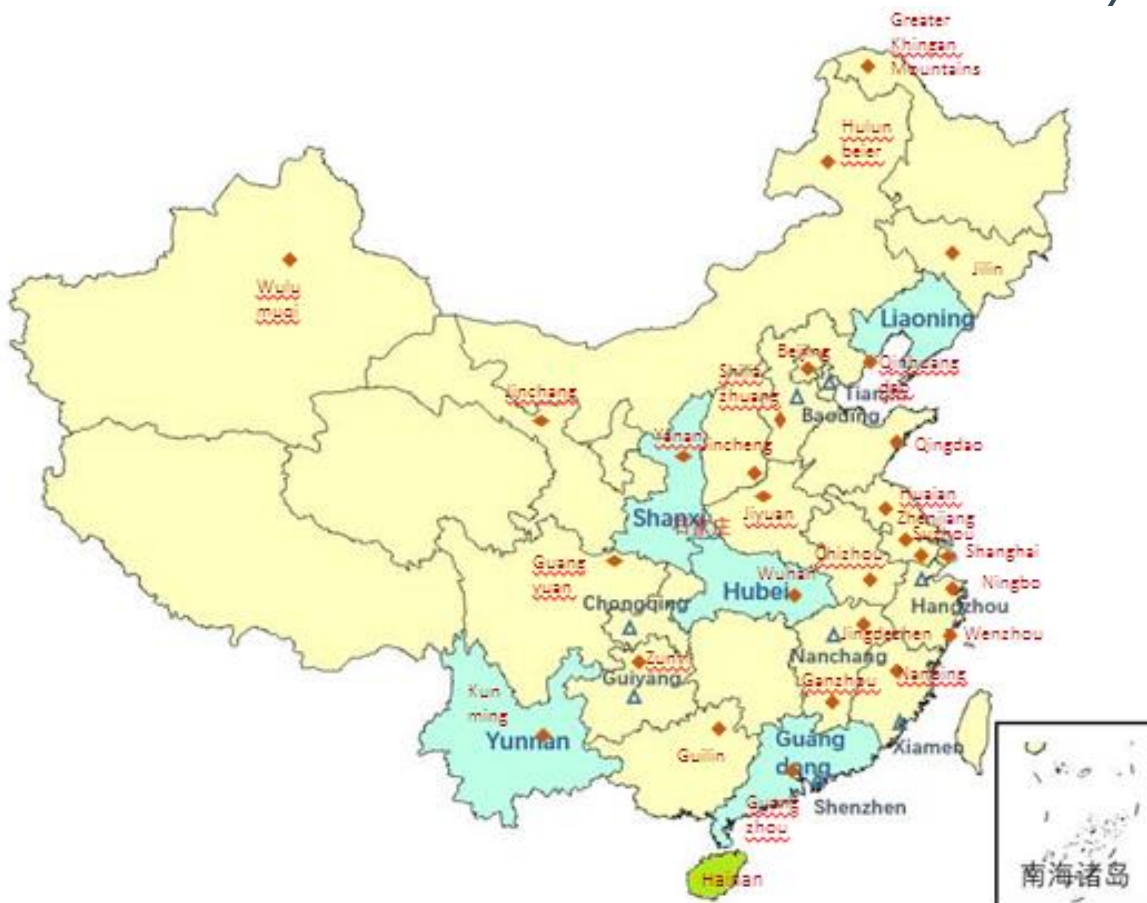 Greater
Khingan
Mountains
Hulun
beier
Wulu
muqi
Jilin
Liaoning
Beijing
Qinhuang
dao
Shijia
zhuang
Tianjin
Baoding
Jinchang
Yanan
Jincheng
Qingdao
Jiyuan
Huaian
Zhenjiang
Suzhou
Shanxi
Shanghai
Chizhou
Guang
yuan
Wuhan
Ningbo
Hubei
Chongqing
Hangzhou
Jingdezhen
Wenzhou
Nanchang
Zunyi
Guiyang
Ganzhou
Nanping
Kun
ming
Yunnan
Guilin
Guang
dong
Xiamen
Guang
zhou
Shenzhen
Hainan
南海诸岛